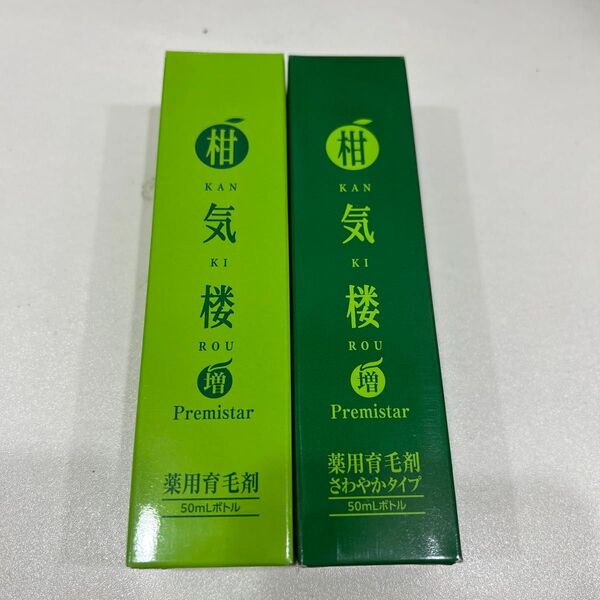 柑
KAN
気
KI
楼
ROU
増
Premistar
薬用育毛剤
50mLボトル
柑
KAN
気
KI
楼
ROU
増
Premistar
薬用育毛剤
さわやかタイプ
50mLボトル